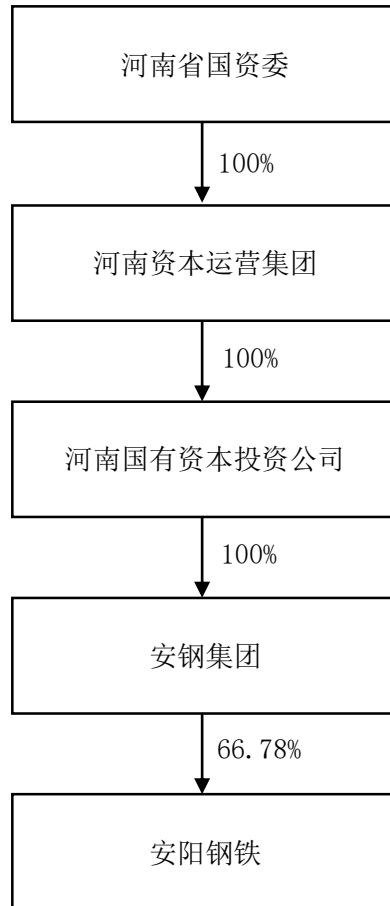 河南省国资委
100%
河南资本运营集团
100%
河南国有资本投资公司
100%
安钢集团
66.78%
安阳钢铁